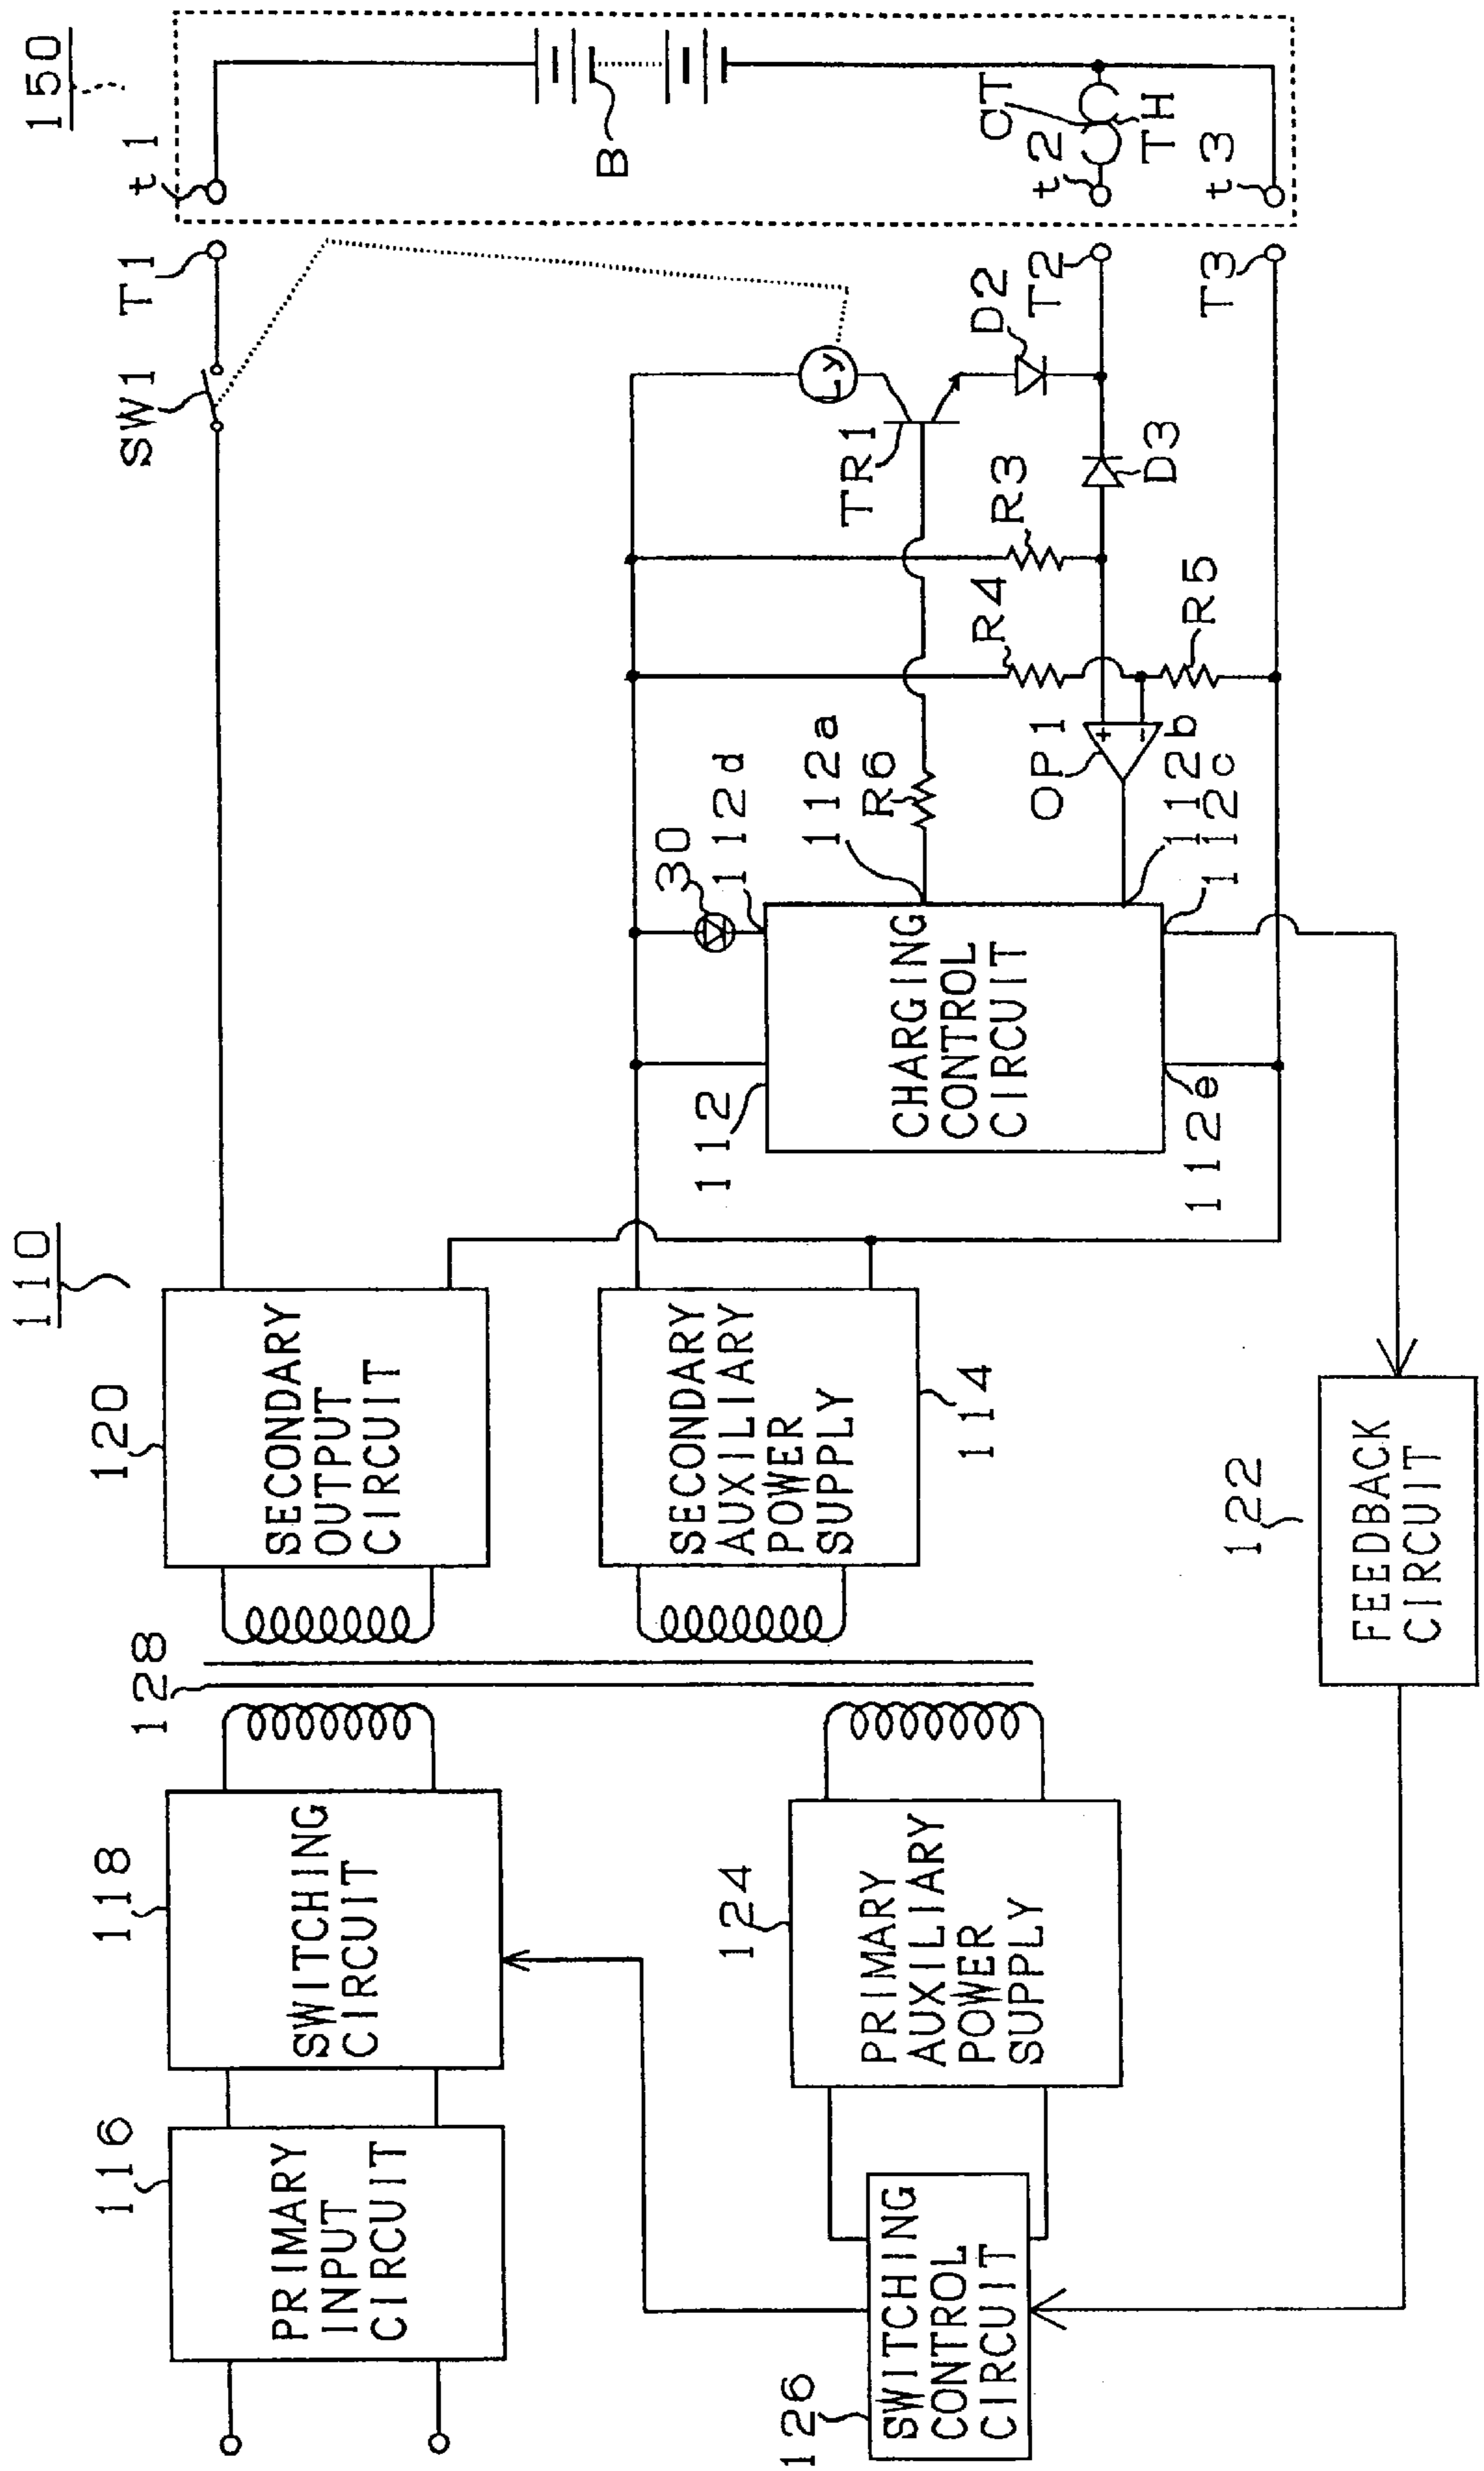 110
150
116
PRIMARY
INPUT
CIRCUIT
118
SWITCHING
CIRCUIT
128
120
SECONDARY
OUTPUT
CIRCUIT
SW1
T1
t1
B
126
SWITCHING
CONTROL
CIRCUIT
124
PRIMARY
AUXILIARY
POWER
SUPPLY
SECONDARY
AUXILIARY
POWER
SUPPLY
114
112
30
112d
CHARGING
CONTROL
CIRCUIT
112a
R6
112b
112c
112e
OP1
+
−
R4
R3
R5
TR1
Ly
D2
D3
T2
T3
t2
CT
TH
t3
122
FEEDBACK
CIRCUIT